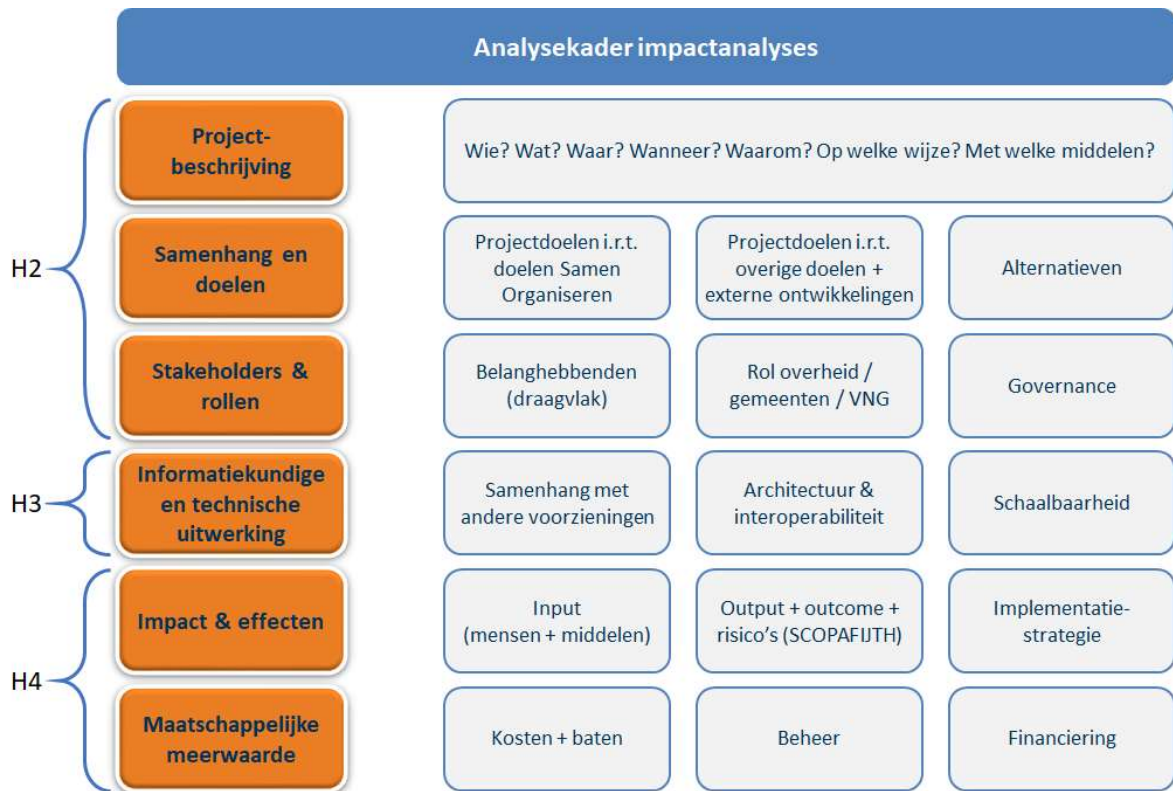 Analysekader impactanalyses
Project-
beschrijving
Wie? Wat? Waar? Wanneer? Waarom? Op welke wijze? Met welke middelen?
H2
Samenhang en
doelen
Projectdoelen i.r.t.
doelen Samen
Organiseren
Projectdoelen i.r.t.
overige doelen +
externe ontwikkelingen
Alternatieven
Stakeholders &
rollen
Belanghebbenden
(draagvlak)
Rol overheid /
gemeenten / VNG
Governance
H3
Informatiekundige
en technische
uitwerking
Samenhang met
andere voorzieningen
Architectuur &
interoperabiliteit
Schaalbaarheid
H4
Impact & effecten
Input
(mensen + middelen)
Output + outcome +
risico's (SCOPAFIJTH)
Implementatie-
strategie
Maatschappelijke
meerwaarde
Kosten + baten
Beheer
Financiering